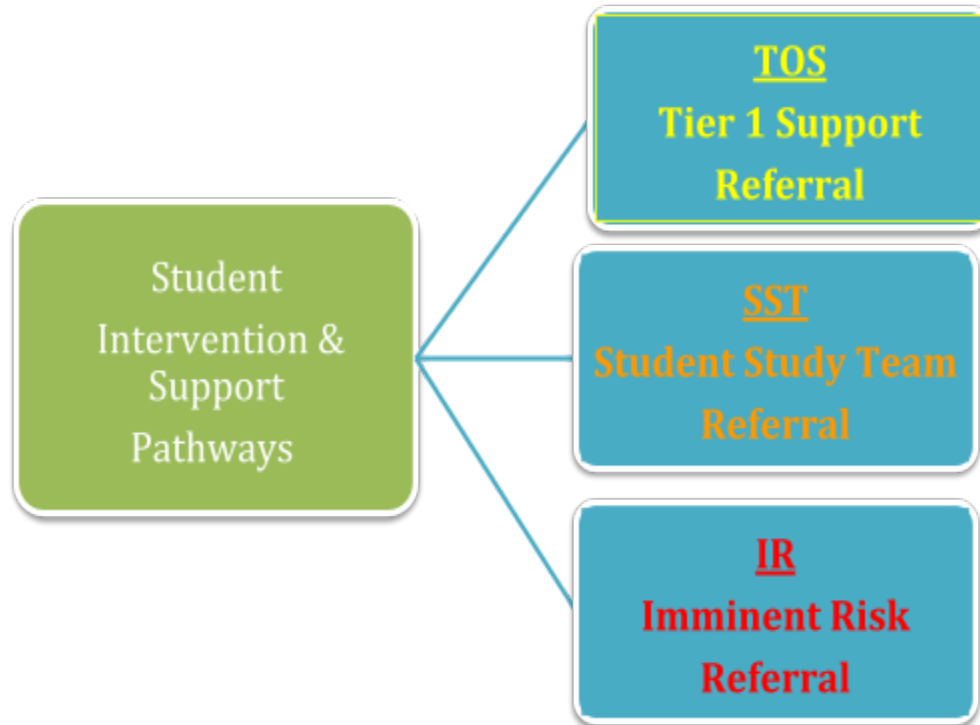 Student
Intervention &
Support
Pathways
TOS
Tier 1 Support
Referral
SST
Student Study Team
Referral
IR
Imminent Risk
Referral